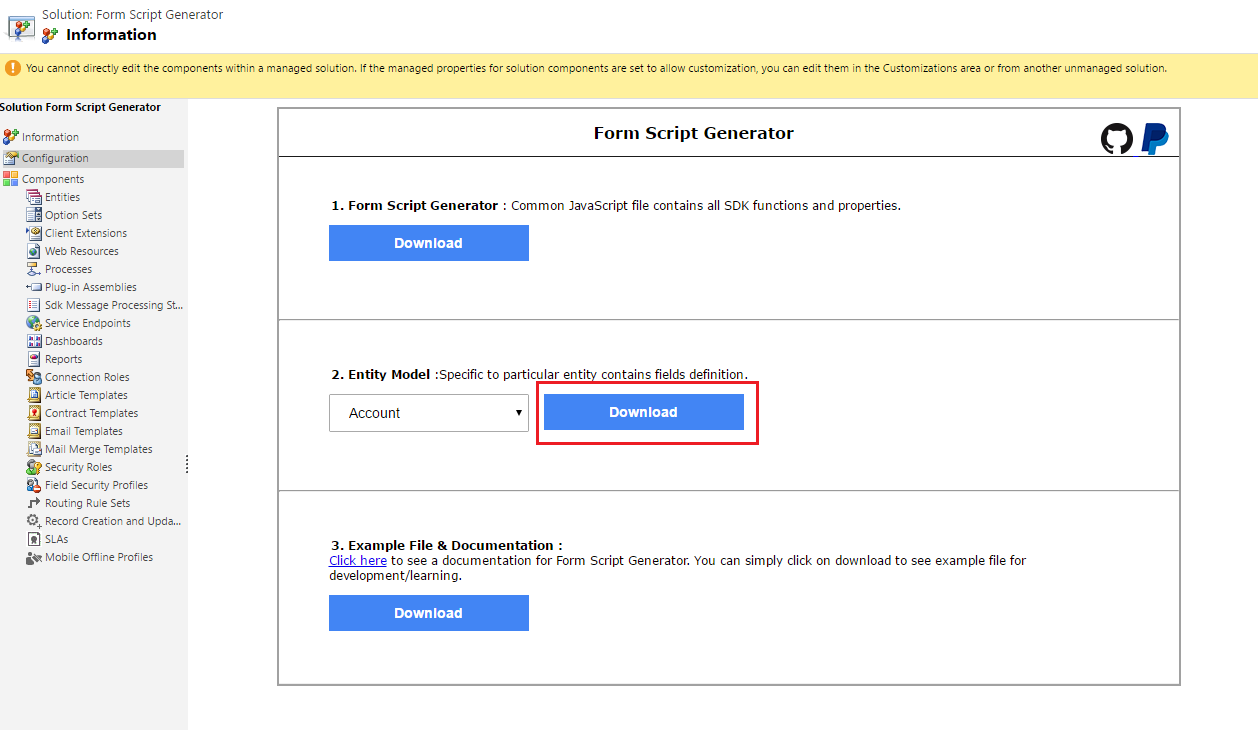 Solution: Form Script Generator
Information
You cannot directly edit the components within a managed solution. If the managed properties for solution components are set to allow customization, you can edit them in the Customizations area or from another unmanaged solution.
Solution Form Script Generator
Information
Configuration
Components
Entities
Option Sets
Client Extensions
Web Resources
Processes
Plug-in Assemblies
Sdk Message Processing St...
Service Endpoints
Dashboards
Reports
Connection Roles
Article Templates
Contract Templates
Email Templates
Mail Merge Templates
Security Roles
Field Security Profiles
Routing Rule Sets
Record Creation and Upda...
SLAs
Mobile Offline Profiles
Form Script Generator
1. Form Script Generator : Common JavaScript file contains all SDK functions and properties.
Download
2. Entity Model :Specific to particular entity contains fields definition.
Account Download
3. Example File & Documentation :
Click here to see a documentation for Form Script Generator. You can simply click on download to see example file for
development/learning.
Download